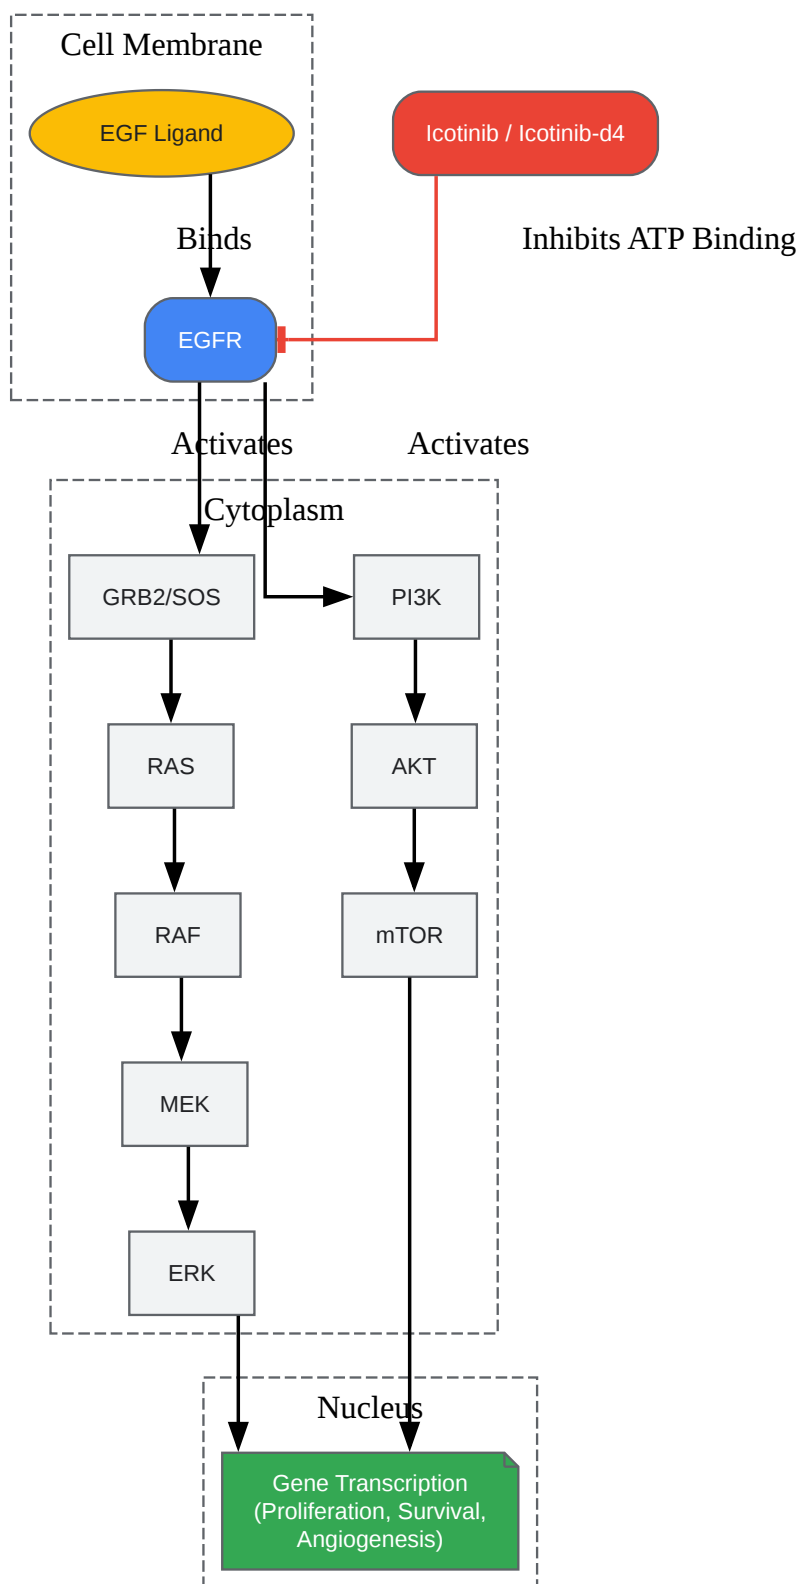 Cell Membrane
EGF Ligand
Icotinib / Icotinib-d4
Binds
Inhibits ATP Binding
EGFR
Activates
Activates
Cytoplasm
GRB2/SOS
PI3K
RAS
AKT
RAF
mTOR
MEK
ERK
Nucleus
Gene Transcription
(Proliferation, Survival,
Angiogenesis)